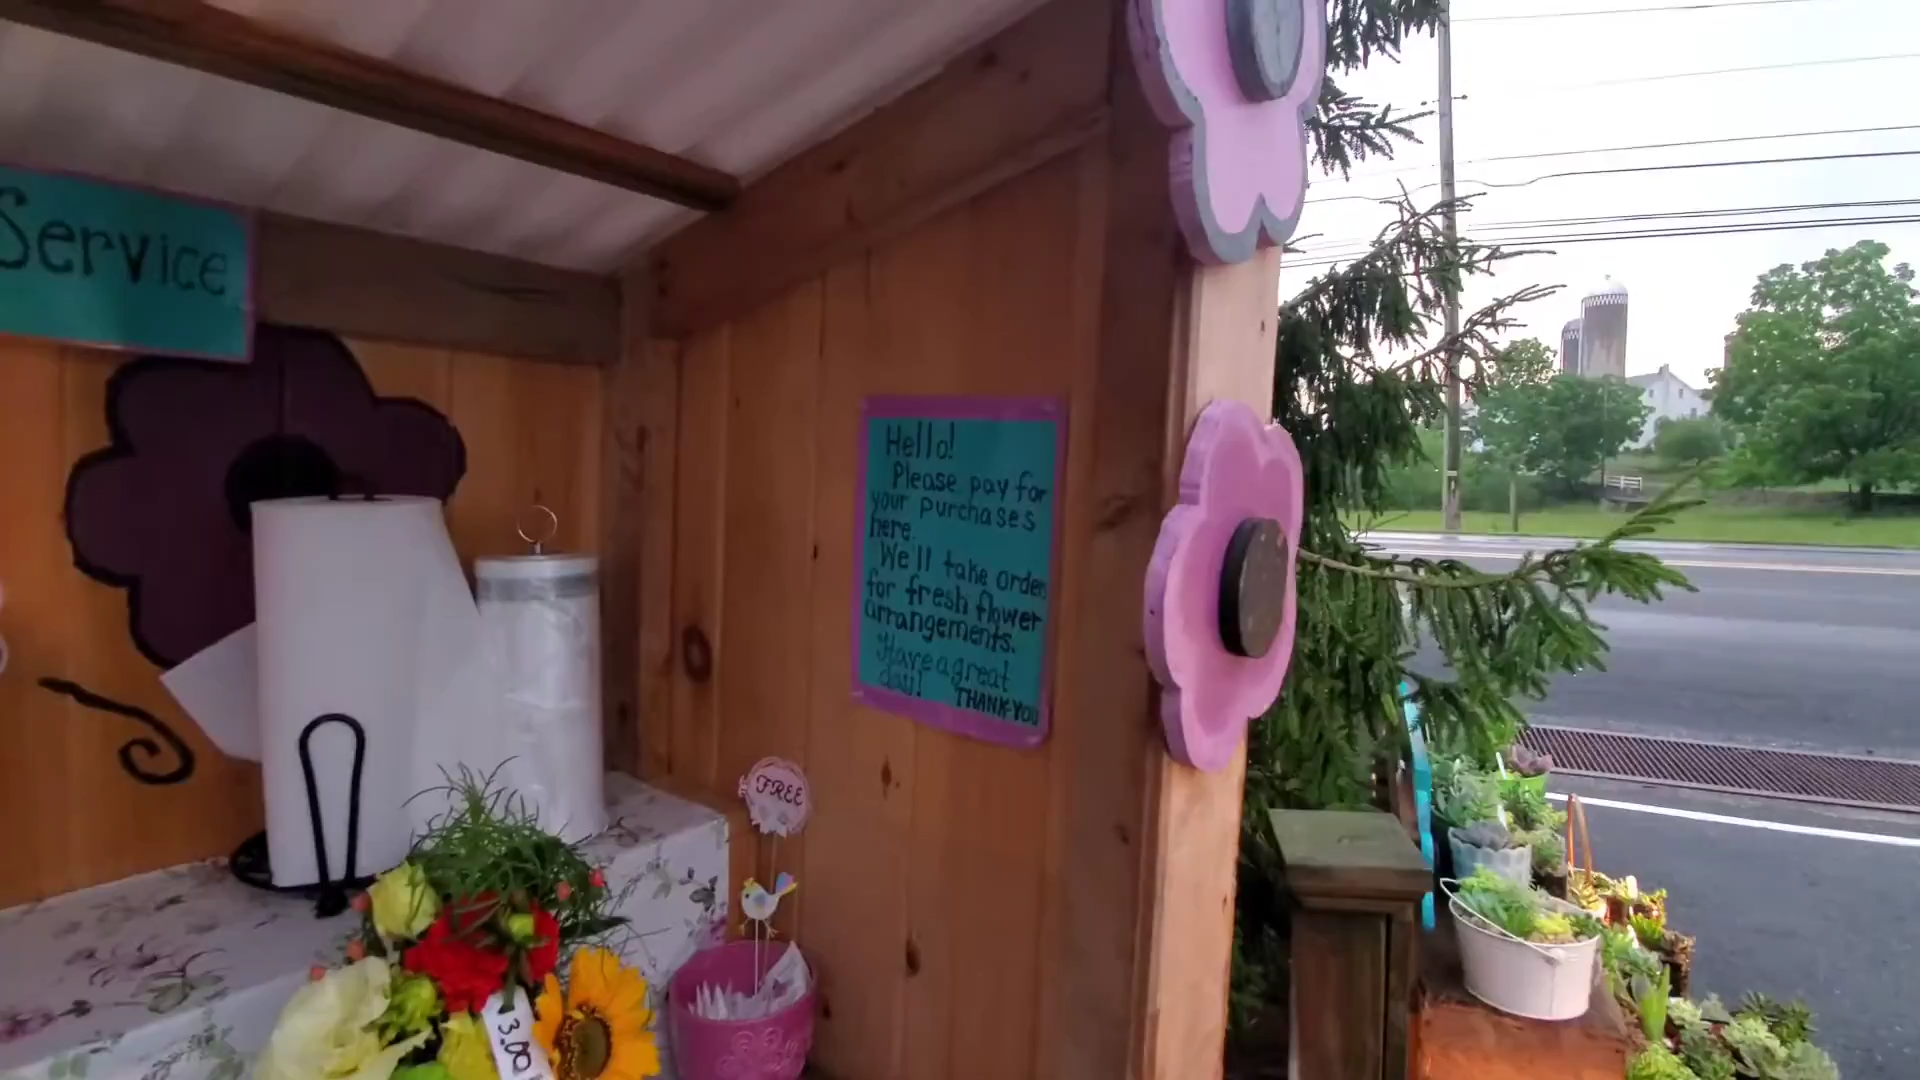 Service
Hello!
Please pay for
your purchases
here.
We'll take orders
for fresh flower
arrangements.
Have a great
day! THANK-YOU
FREE
3.00